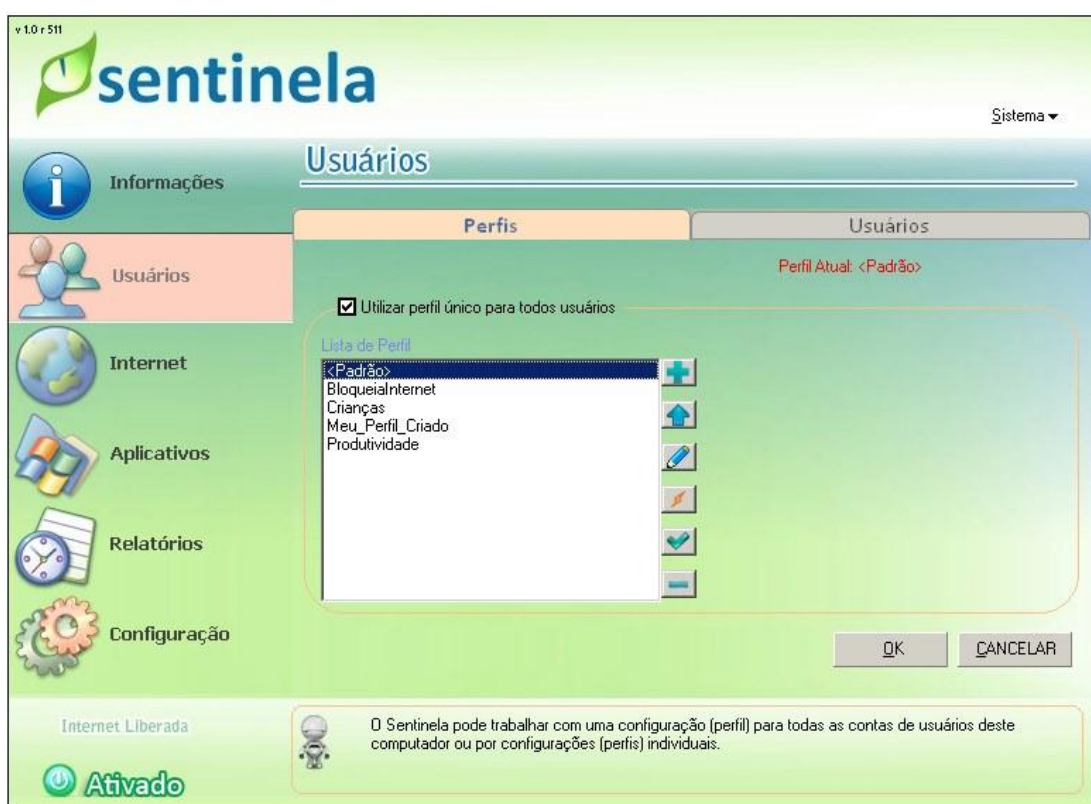 v 1.0 r 511
sentinela
Sistema
Informações
Usuários
Internet
Aplicativos
Relatórios
Configuração
Internet Liberada
Ativado
Usuários
Perfis
Usuários
Perfil Atual: <Padrão>
Utilizar perfil único para todos usuários
Lista de Perfil
<Padrão>
BloqueiaInternet
Crianças
Meu_Perfil_Criado
Produtividade
OK
CANCELAR
O Sentinela pode trabalhar com uma configuração (perfil) para todas as contas de usuários deste
computador ou por configurações (perfis) individuais.